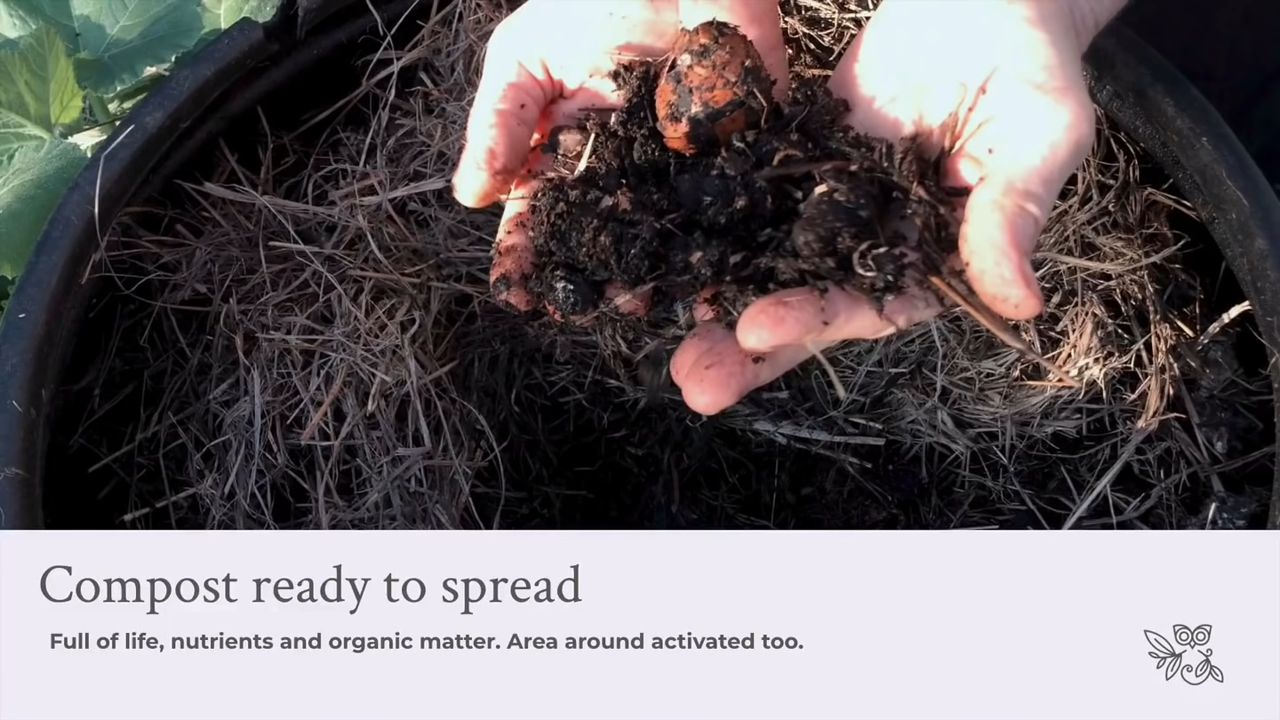 Compost ready to spread
Full of life, nutrients and organic matter. Area around activated too.